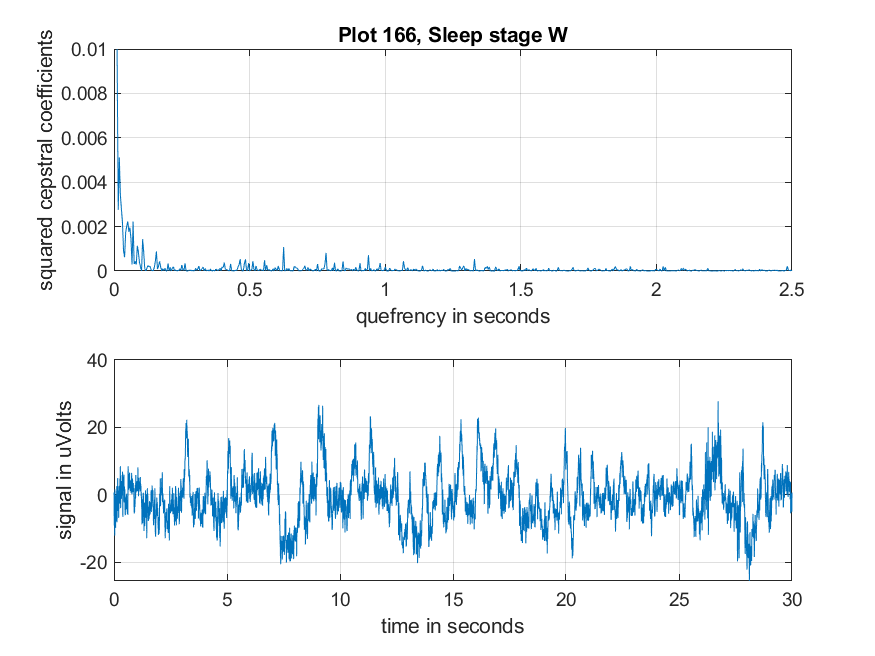 Plot 166, Sleep stage W
squared cepstral coefficients
0.01
0.008
0.006
0.004
0.002
0
0 0.5 1 1.5 2 2.5
quefrency in seconds
signal in uVolts
40
20
0
-20
0 5 10 15 20 25 30
time in seconds